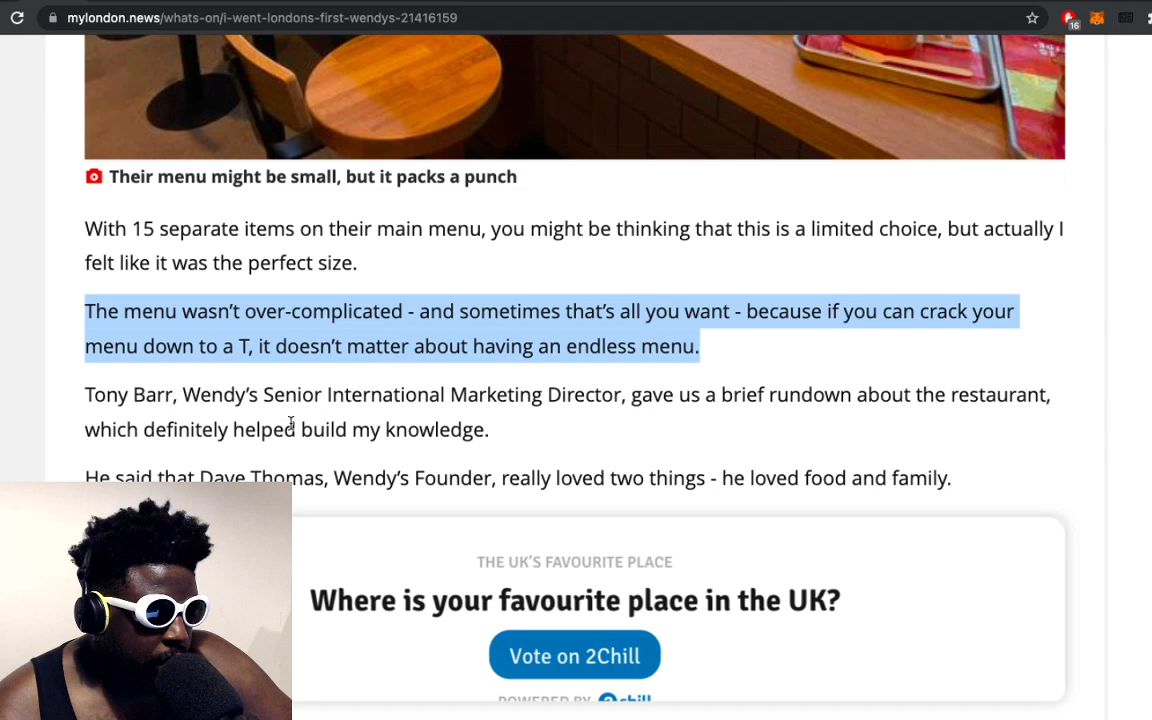 mylondon.news/whats-on/i-went-londons-first-wendys-21416159
16
Their menu might be small, but it packs a punch
With 15 separate items on their main menu, you might be thinking that this is a limited choice, but actually I
felt like it was the perfect size.
The menu wasn’t over-complicated - and sometimes that’s all you want - because if you can crack your
menu down to a T, it doesn’t matter about having an endless menu.
Tony Barr, Wendy’s Senior International Marketing Director, gave us a brief rundown about the restaurant,
which definitely helped build my knowledge.
He said that Dave Thomas, Wendy’s Founder, really loved two things - he loved food and family.
THE UK’S FAVOURITE PLACE
Where is your favourite place in the UK?
Vote on 2Chill
POWERED BY 2chill